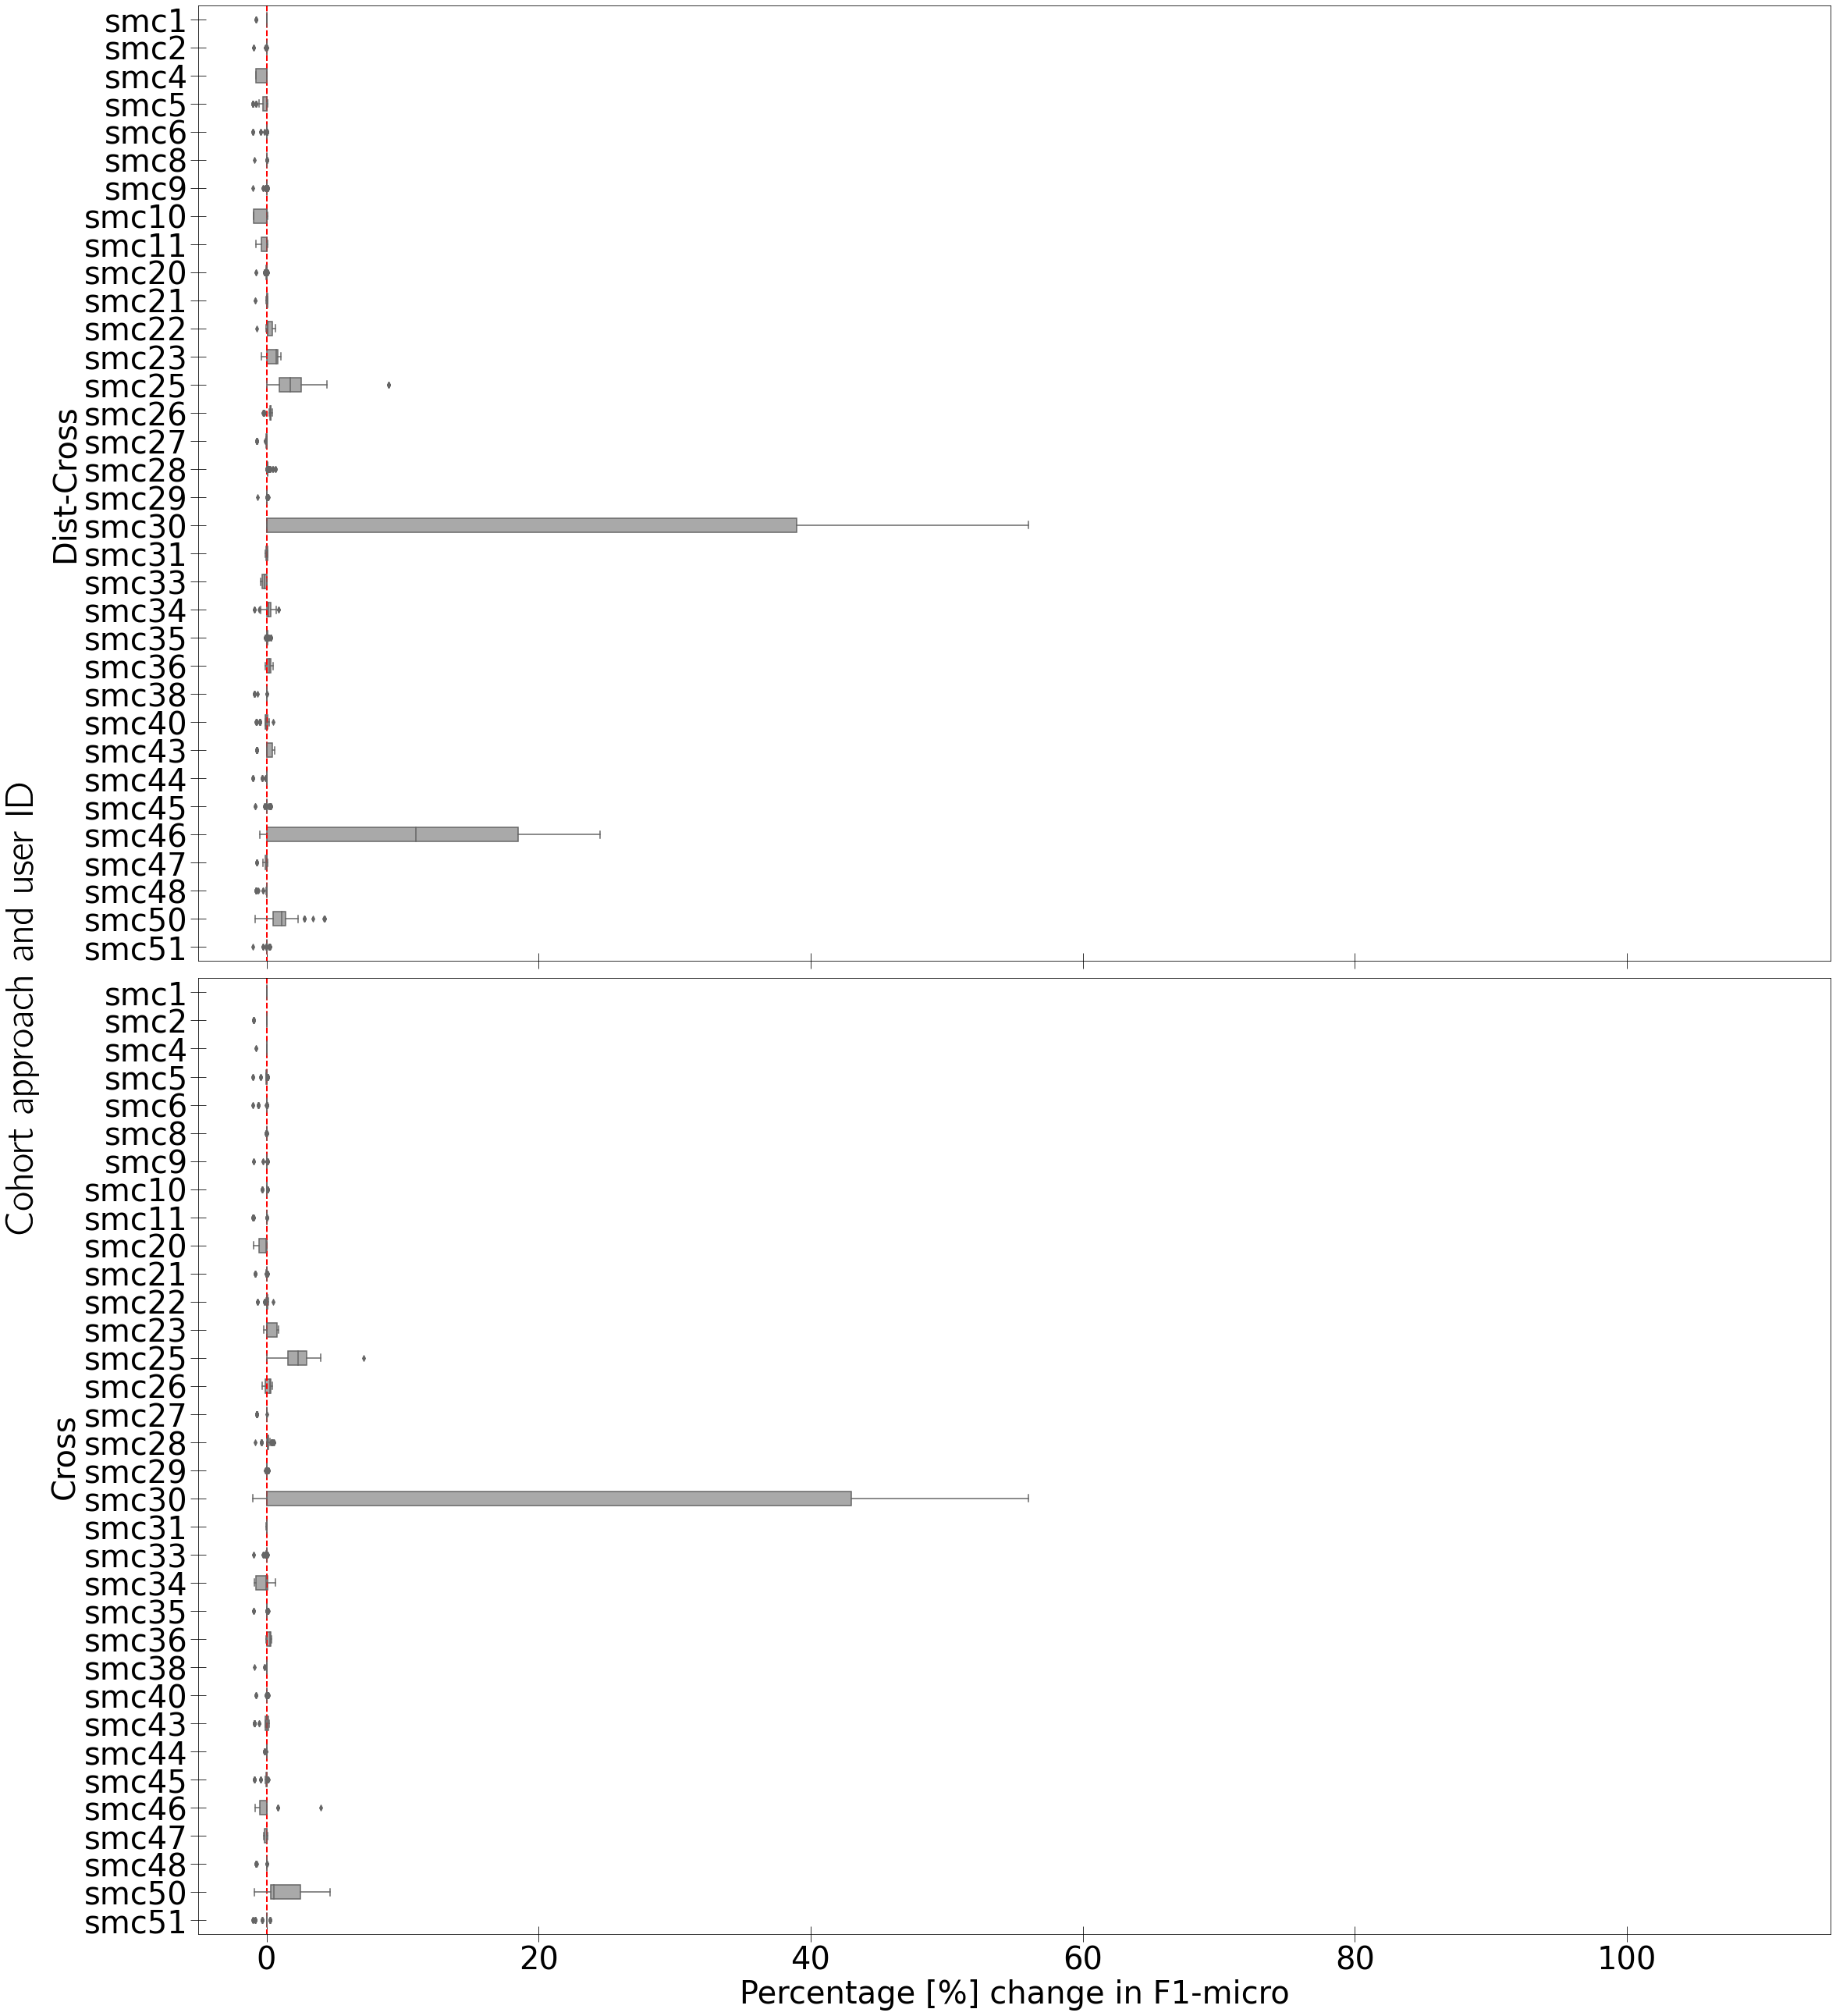 Cohort approach and user ID
Dist-Cross
smc1
smc2
smc4
smc5
smc6
smc8
smc9
smc10
smc11
smc20
smc21
smc22
smc23
smc25
smc26
smc27
smc28
smc29
smc30
smc31
smc33
smc34
smc35
smc36
smc38
smc40
smc43
smc44
smc45
smc46
smc47
smc48
smc50
smc51
Cross
smc1
smc2
smc4
smc5
smc6
smc8
smc9
smc10
smc11
smc20
smc21
smc22
smc23
smc25
smc26
smc27
smc28
smc29
smc30
smc31
smc33
smc34
smc35
smc36
smc38
smc40
smc43
smc44
smc45
smc46
smc47
smc48
smc50
smc51
0 20 40 60 80 100
Percentage [%] change in F1-micro